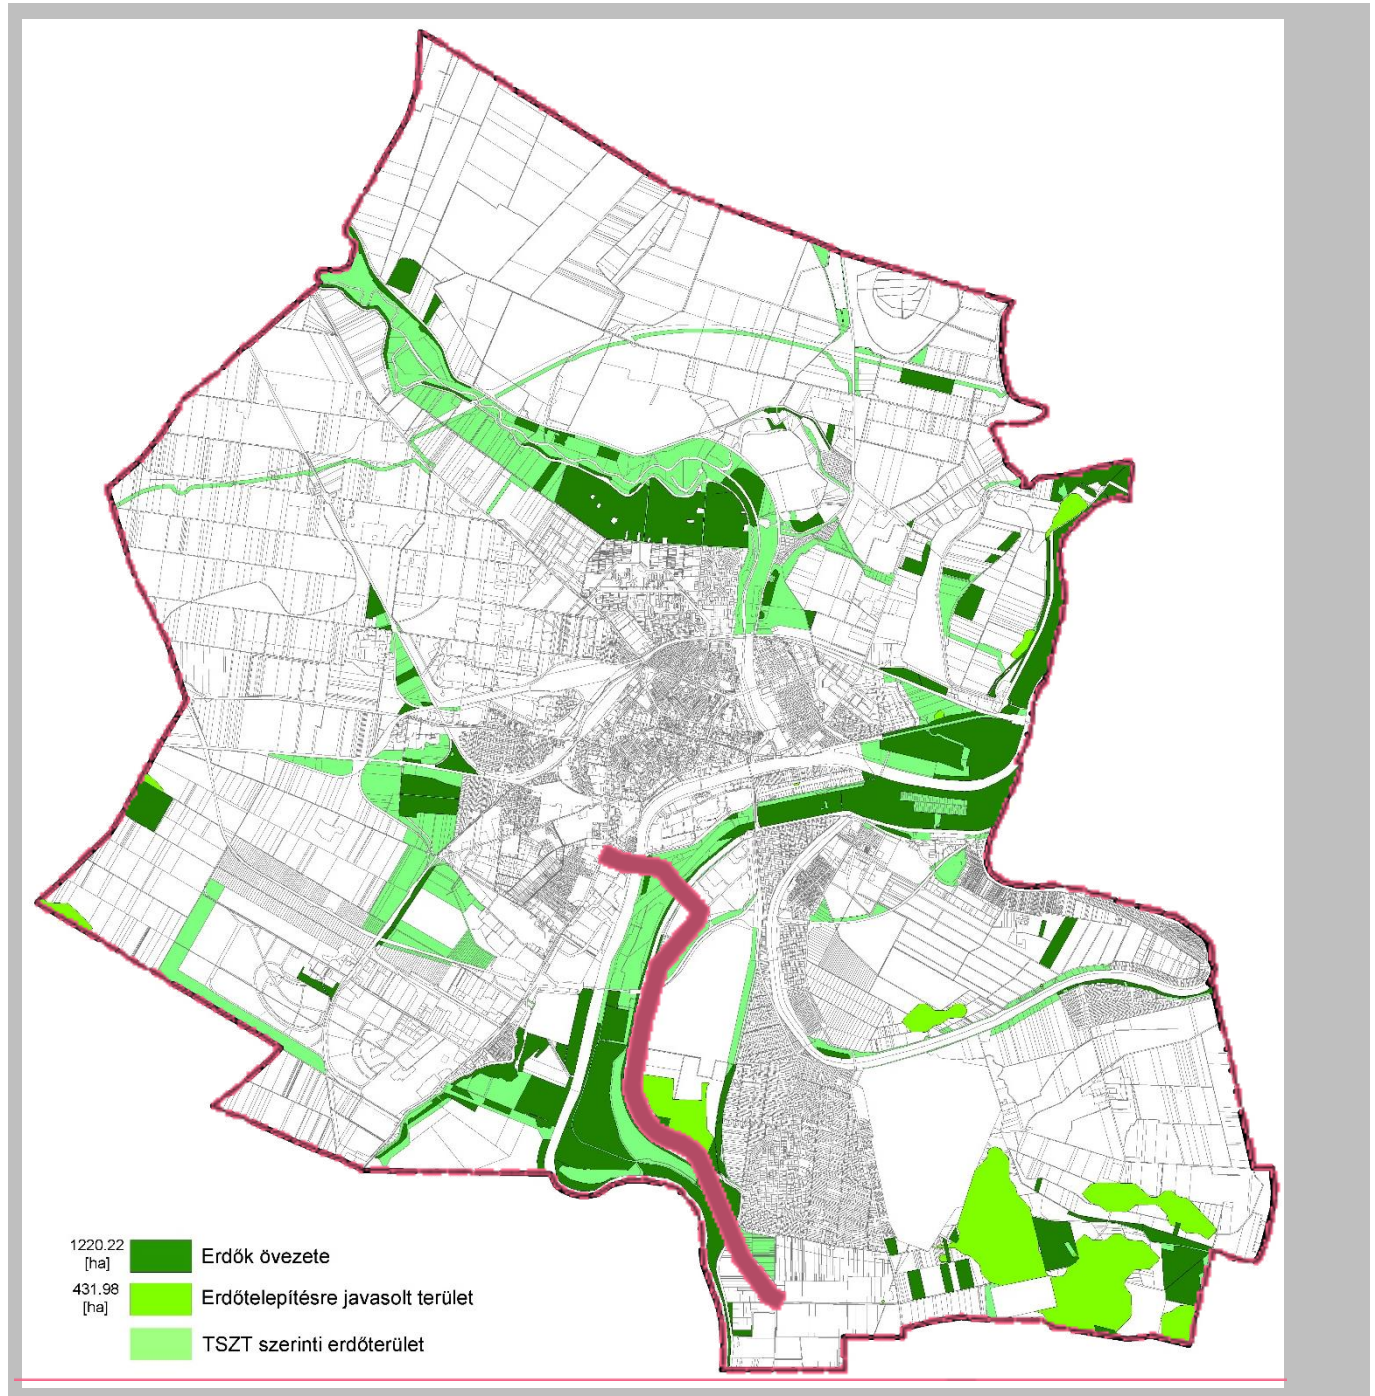 1220.22
[ha]
Erdők övezete
431.98
[ha]
Erdőtelepítésre javasolt terület
TSZT szerinti erdőterület